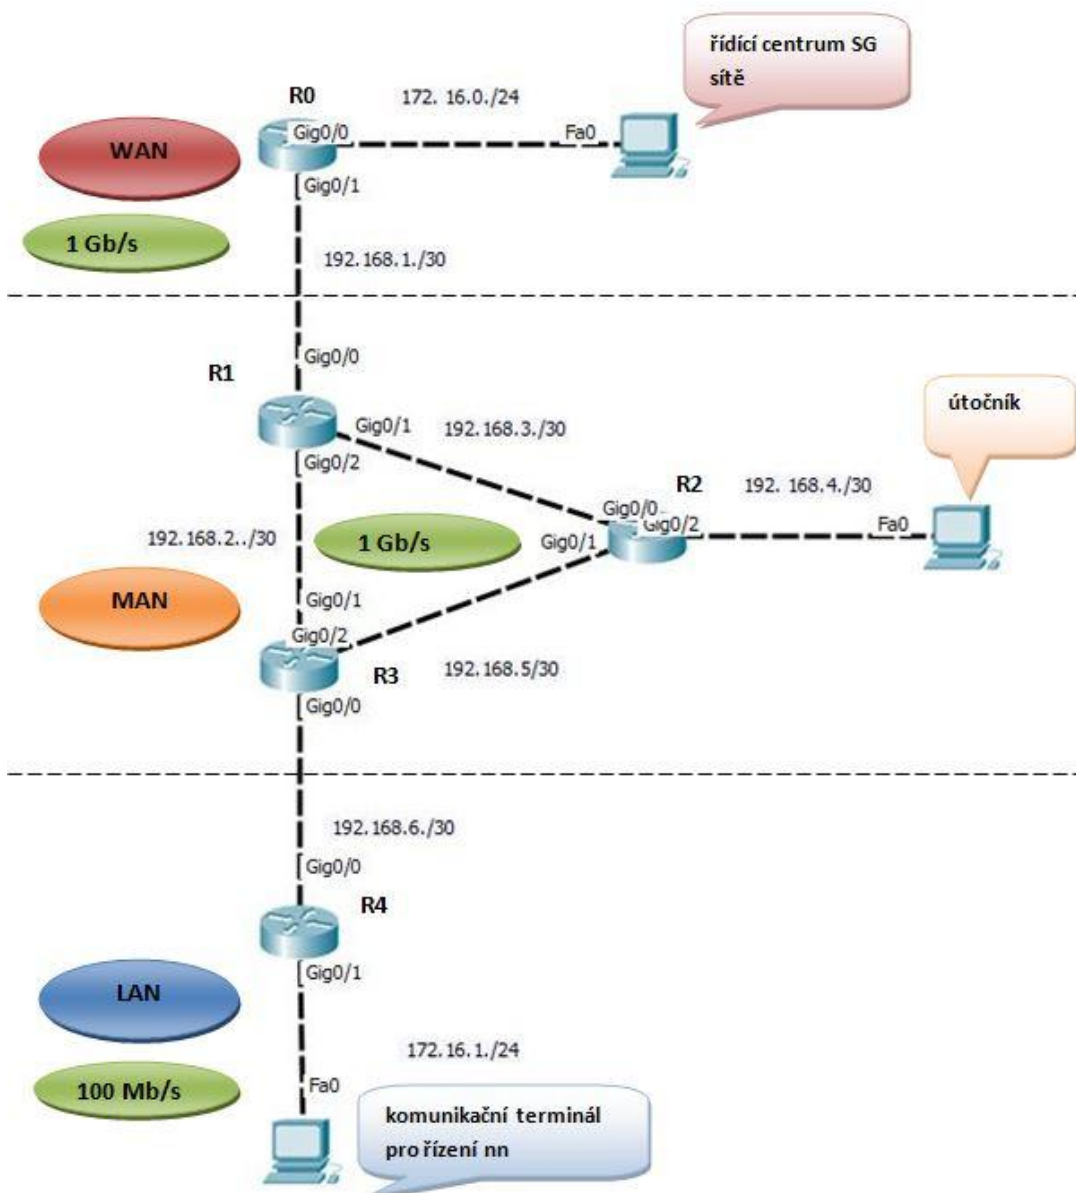 řídící centrum SG
sítě
R0
172. 16.0./24
Gig0/0
Fa0
WAN
Gig0/1
1 Gb/s
192.168.1./30
Gig0/0
R1
útočník
Gig0/1
192.168.3./30
Gig0/2
R2
192. 168.4./30
Gig0/0
Gig0/2
Fa0
192.168.2../30
1 Gb/s
Gig0/1
MAN
Gig0/1
Gig0/2
192.168.5/30
R3
Gig0/0
192.168.6./30
Gig0/0
R4
Gig0/1
LAN
172.16.1./24
100 Mb/s
Fa0
komunikační terminál
pro řízení nn